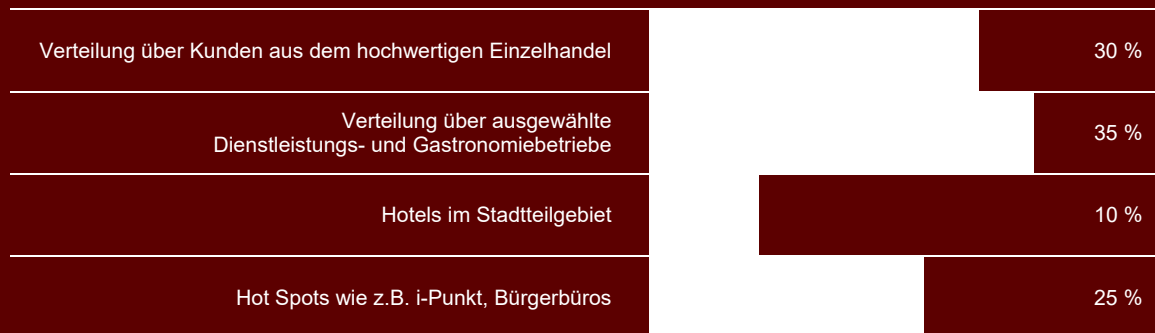 Verteilung über Kunden aus dem hochwertigen Einzelhandel 30 %
Verteilung über ausgewählte
Dienstleistungs- und Gastronomiebetriebe 35 %
Hotels im Stadtteilgebiet 10 %
Hot Spots wie z.B. i-Punkt, Bürgerbüros 25 %